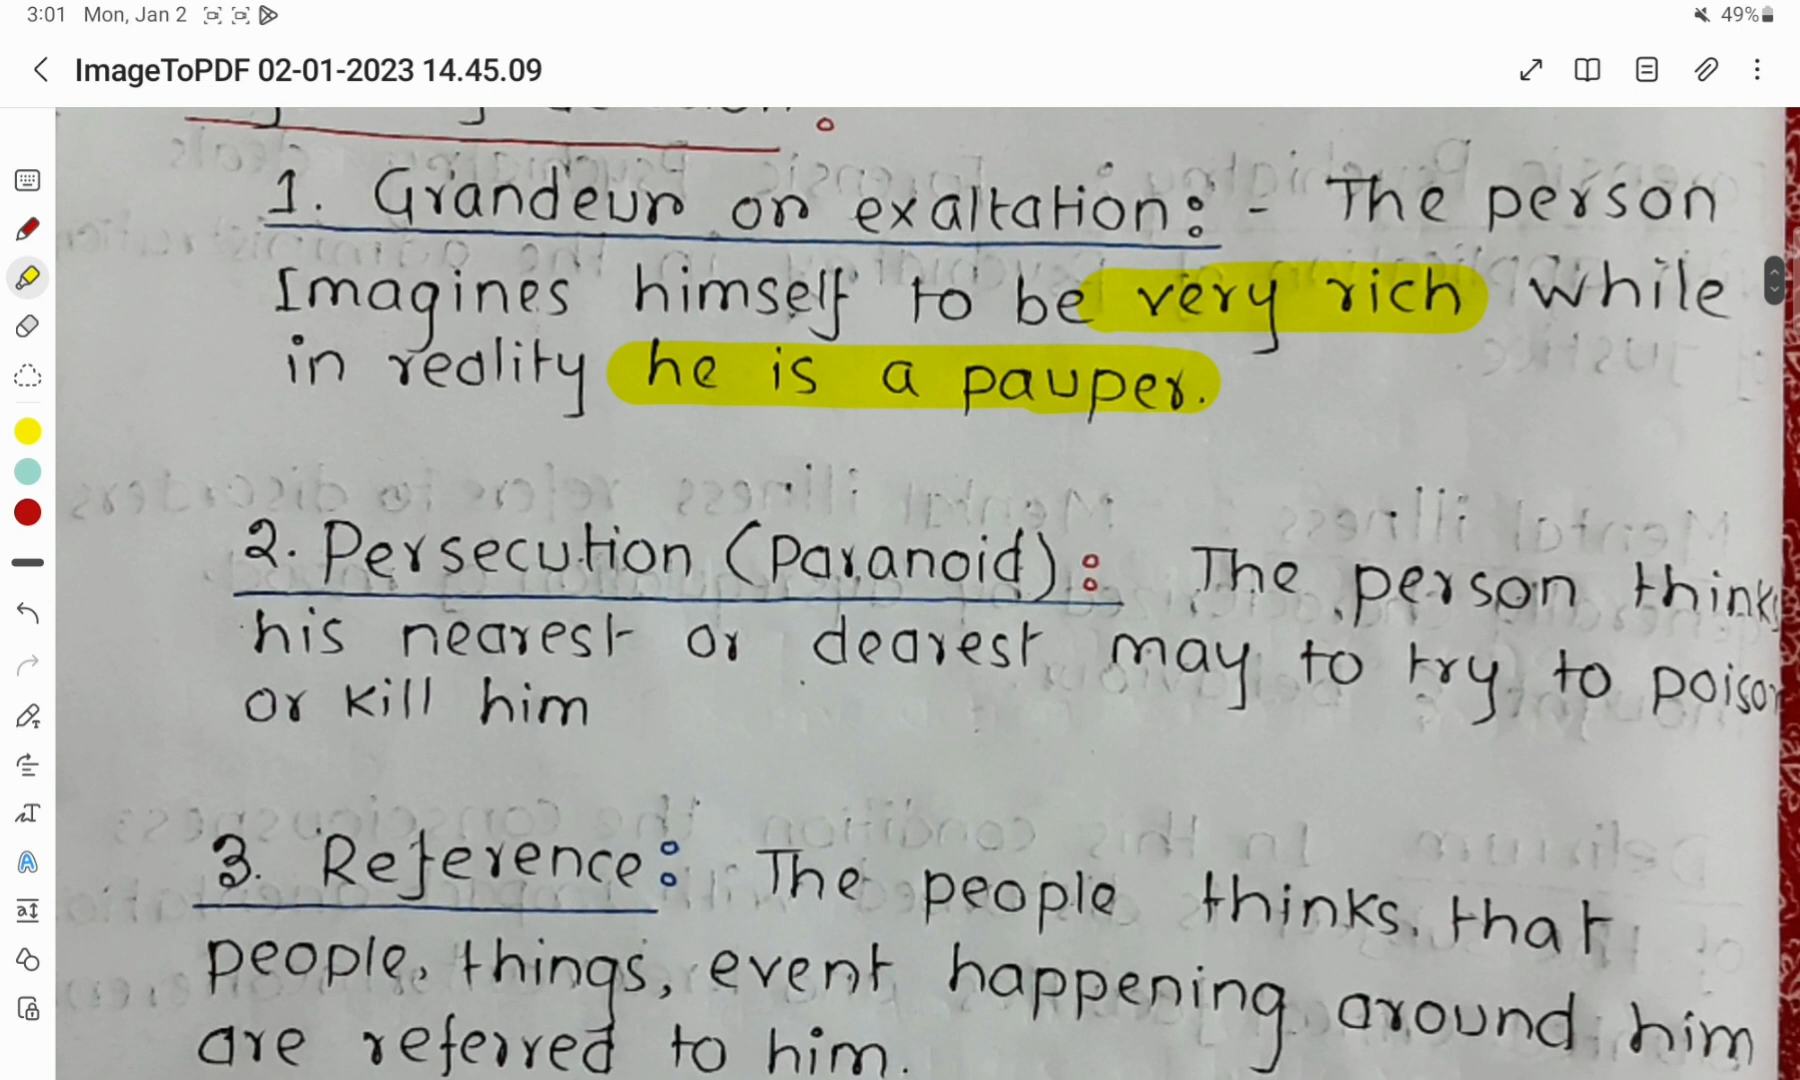 3:01 Mon, Jan 2
49%
ImageToPDF 02-01-2023 14.45.09
1. Grandeur or exaltation: - The person
Imagines himself to be very rich while
in reality he is a pauper.
2. Persecution (Paranoid): The person thinks
his nearest or dearest may to try to poison
or kill him
3. Reference: The people thinks that
people, things, event happening around him
are referred to him.